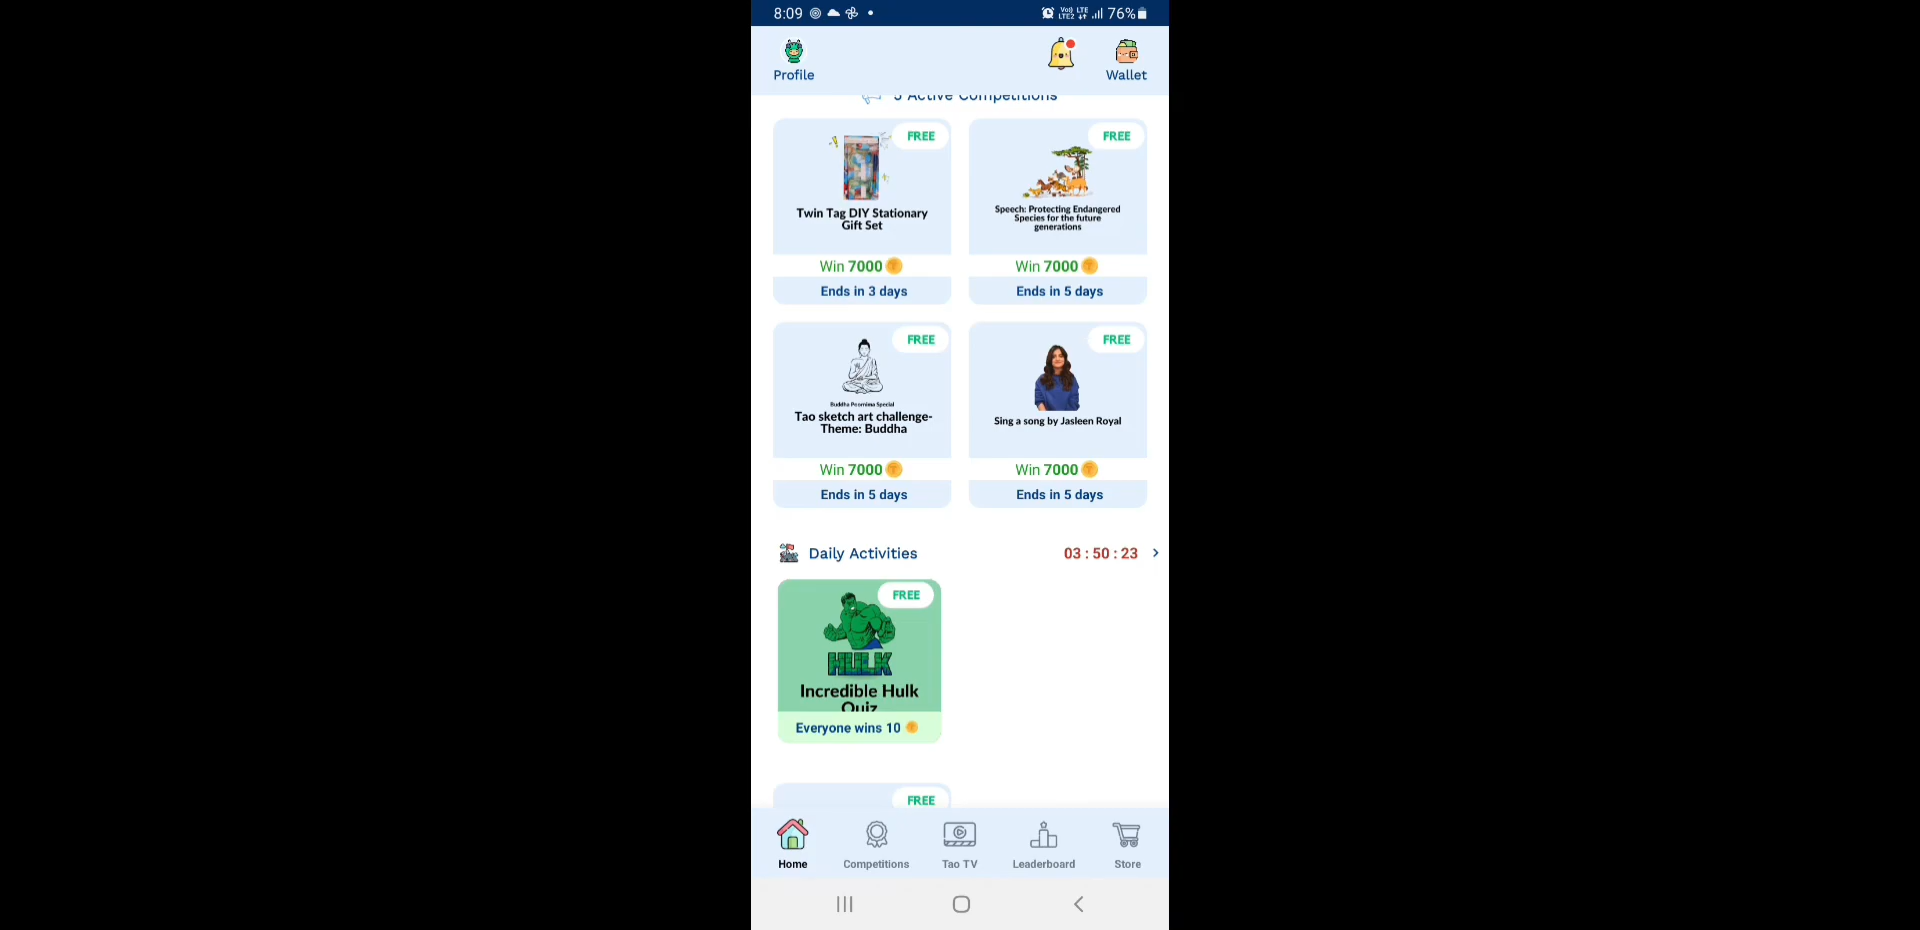 8:09
Vo) LTE
LTE2
76%
Profile
Wallet
5 Active Competitions
FREE
Twin Tag DIY Stationary
Gift Set
Win 7000
Ends in 3 days
FREE
Speech: Protecting Endangered
Species for the future
generations
Win 7000
Ends in 5 days
FREE
Buddha Poornima Special
Tao sketch art challenge-
Theme: Buddha
Win 7000
Ends in 5 days
FREE
Sing a song by Jasleen Royal
Win 7000
Ends in 5 days
Daily Activities
03 : 50 : 23
FREE
HULK
Incredible Hulk
Quiz
Everyone wins 10
FREE
Home
Competitions
Tao TV
Leaderboard
Store